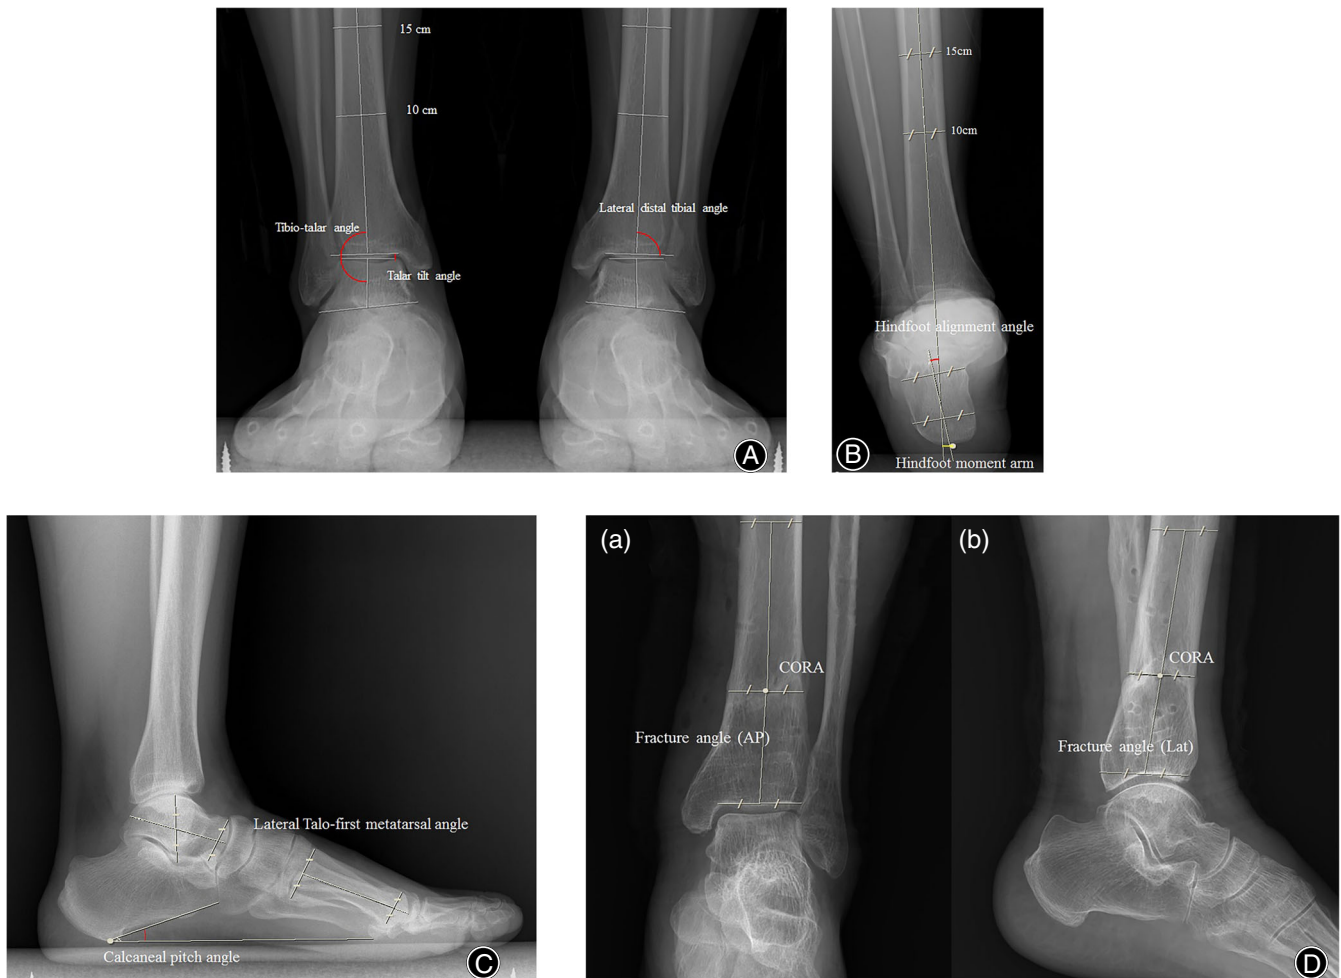 15 cm
10 cm
Tibio-talar angle
Talar tilt angle
Lateral distal tibial angle
A
15cm
10cm
Hindfoot alignment angle
Hindfoot moment arm
B
Lateral Talo-first metatarsal angle
Calcaneal pitch angle
C
(a)
CORA
Fracture angle (AP)
(b)
CORA
Fracture angle (Lat)
D